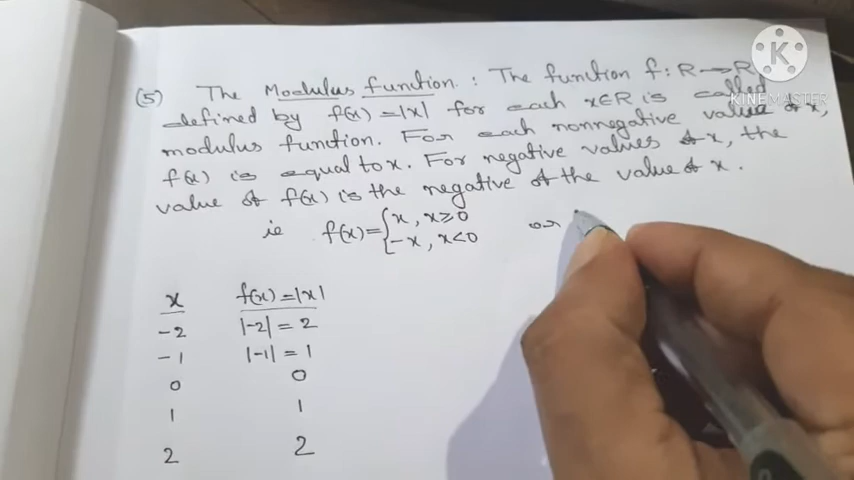 (5) The Modulus function : The function f: R → R
defined by f(x) = |x| for each x∈R is called
modulus function. For each nonnegative value of x,
f(x) is equal to x. For negative values of x, the
value of f(x) is the negative of the value of x.
ie f(x) = { x, x ≥ 0 or
-x, x < 0
x f(x) = |x|
-2 |-2| = 2
-1 |-1| = 1
0 0
1 1
2 2
K
KINEMASTER